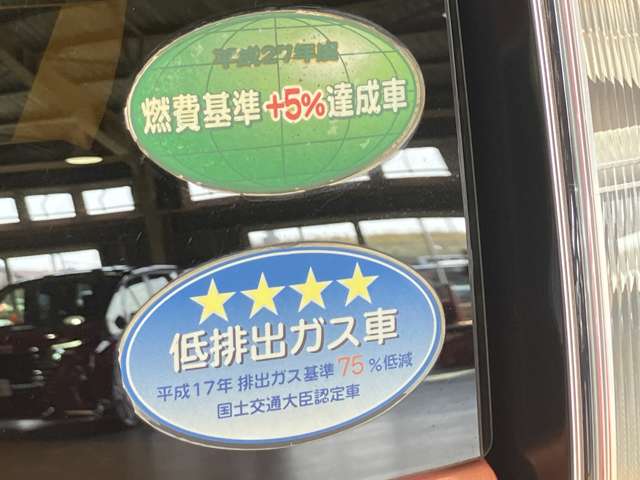 平成27年度
燃費基準+5%達成車
低排出ガス車
平成17年 排出ガス基準75%低減
国土交通大臣認定車